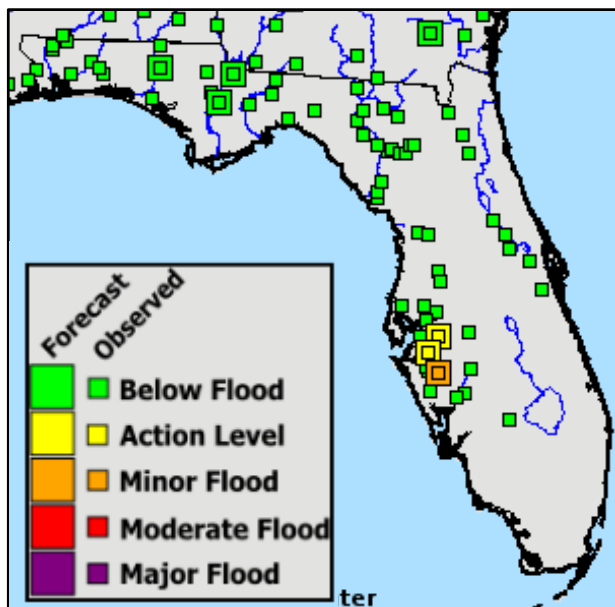 Forecast
Observed
Below Flood
Action Level
Minor Flood
Moderate Flood
Major Flood
ter